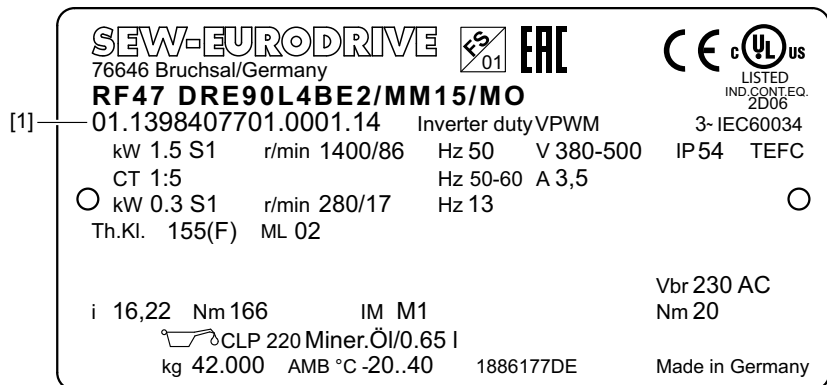 SEW-EURODRIVE FS 01 EAC CE c UL us
76646 Bruchsal/Germany LISTED
IND.CONT.EQ.
RF47 DRE90L4BE2/MM15/MO 2D06
[1] 01.1398407701.0001.14 Inverter duty VPWM 3~ IEC60034
kW 1.5 S1 r/min 1400/86 Hz 50 V 380-500 IP 54 TEFC
CT 1:5 Hz 50-60 A 3,5
kW 0.3 S1 r/min 280/17 Hz 13
Th.Kl. 155(F) ML 02
Vbr 230 AC
i 16,22 Nm 166 IM M1 Nm 20
CLP 220 Miner.Öl/0.65 l
kg 42.000 AMB °C -20..40 1886177DE Made in Germany